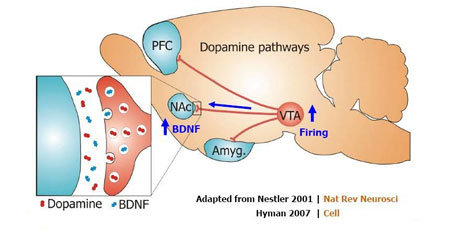 PFC
Dopamine pathways
NAc
BDNF
VTA
Firing
Amyg.
Dopamine BDNF
Adapted from Nestler 2001 | Nat Rev Neurosci
Hyman 2007 | Cell